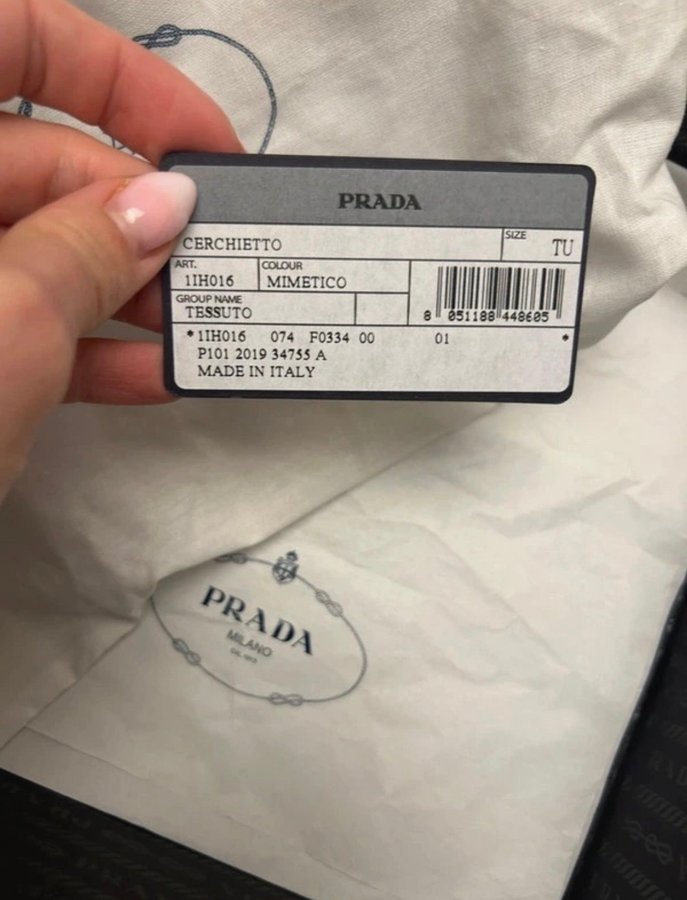 PRADA
CERCHIETTO
SIZE
TU
ART.
1IH016
COLOUR
MIMETICO
GROUP NAME
TESSUTO
8 051188 448605
*1IH016 074 F0334 00 01 *
P101 2019 34755 A
MADE IN ITALY
PRADA
MILANO